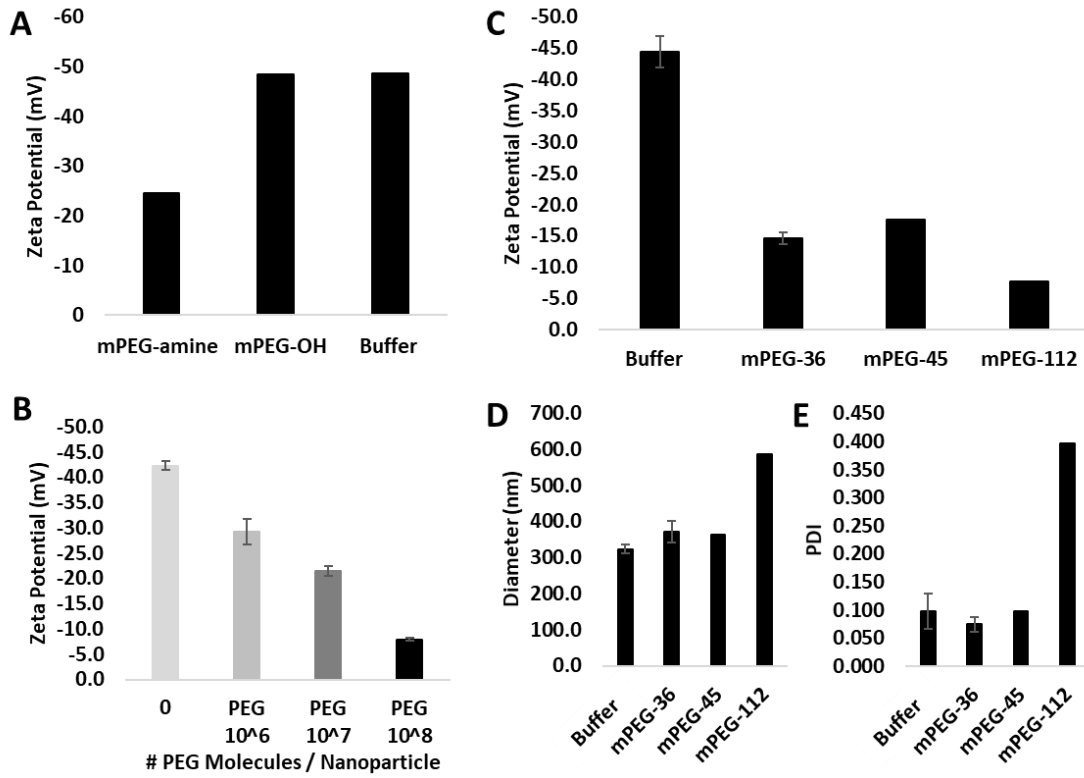 A
Zeta Potential (mV)
-60
-50
-40
-30
-20
-10
0
mPEG-amine mPEG-OH Buffer
B
Zeta Potential (mV)
-50.0
-45.0
-40.0
-35.0
-30.0
-25.0
-20.0
-15.0
-10.0
-5.0
0.0
0 PEG PEG PEG
10^6 10^7 10^8
# PEG Molecules / Nanoparticle
C
Zeta Potential (mV)
-50.0
-45.0
-40.0
-35.0
-30.0
-25.0
-20.0
-15.0
-10.0
-5.0
0.0
Buffer mPEG-36 mPEG-45 mPEG-112
D
Diameter (nm)
700.0
600.0
500.0
400.0
300.0
200.0
100.0
0.0
Buffer
mPEG-36
mPEG-45
mPEG-112
E
PDI
0.450
0.400
0.350
0.300
0.250
0.200
0.150
0.100
0.050
0.000
Buffer
mPEG-36
mPEG-45
mPEG-112